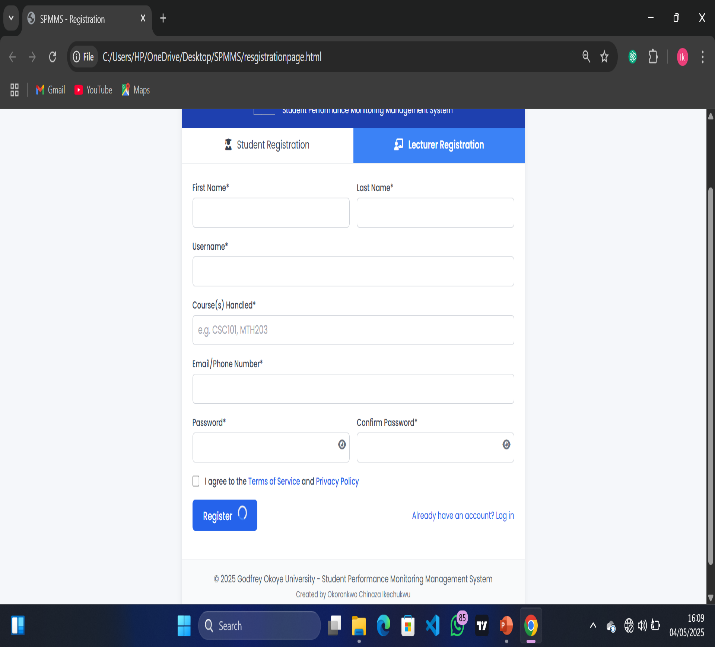 SPMMS - Registration
File C:/Users/HP/OneDrive/Desktop/SPMMS/resgistrationpage.html
Gmail YouTube Maps
Student Performance Monitoring Management System
Student Registration Lecturer Registration
First Name* Last Name*
Username*
Course(s) Handled*
e.g, CSC101, MTH203
Email/Phone Number*
Password* Confirm Password*
I agree to the Terms of Service and Privacy Policy
Register Already have an account? Log in
© 2025 Godfrey Okoye University - Student Performance Monitoring Management System
Created by Okoronkwo Chinaza Ikechukwu
Search 25 16:09
04/05/2025